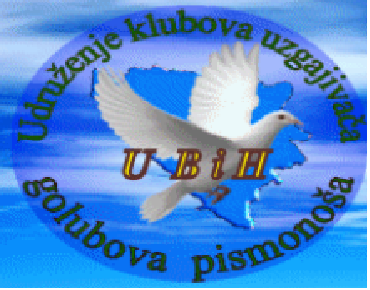 Udruženje klubova uzgajivača
U BiH
golubova pismonoša